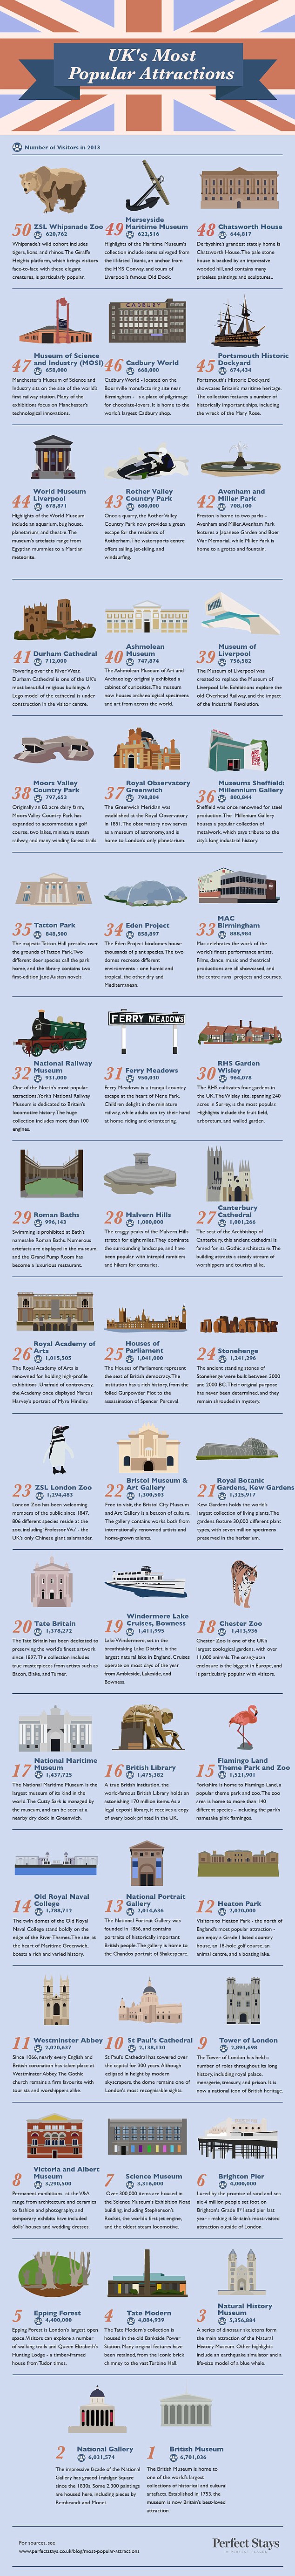 UK's Most
Popular Attractions
Number of Visitors in 2013
50 ZSL Whipsnade Zoo
620,762
Whipsnade's wild cohort includes
tigers, lions, and rhinos. The Giraffe
Heights platform, which brings visitors
face-to-face with these elegant
creatures, is particularly popular.
49 Merseyside
Maritime Museum
622,516
Highlights of the Maritime Museum's
collection include items salvaged from
the ill-fated Titanic, an anchor from
the HMS Conway, and tours of
Liverpool's famous Old Dock.
48 Chatsworth House
644,817
Derbyshire's grandest stately home is
Chatsworth House. The pale stone
house is backed by an impressive
wooded hill, and contains many
priceless paintings and sculptures.
47 Museum of Science
and Industry (MOSI)
658,000
Manchester's Museum of Science and
Industry sits on the site of the world's
first railway station. Many of the
exhibitions focus on Manchester's
technological innovations.
46 Cadbury World
668,000
Cadbury World - located on the
Bournville manufacturing site near
Birmingham - is a place of pilgrimage
for chocolate-lovers. It is home to the
world's largest Cadbury shop.
45 Portsmouth Historic
Dockyard
674,434
Portsmouth's Historic Dockyard
showcases Britain's maritime heritage.
The collection features a number of
historically important ships, including
the wreck of the Mary Rose.
44 World Museum
Liverpool
678,871
Highlights of the World Museum
include an aquarium, bug house,
planetarium, and theatre. The
museum's treasures range from
Egyptian mummies to a Martian
meteorite.
43 Rother Valley
Country Park
680,000
Once a quarry, the Rother Valley
Country Park now provides a green
escape for the residents of
Rotherham. The watersports centre
offers sailing, jet-skiing, and
windsurfing.
42 Avenham and
Miller Park
708,100
Preston is home to two parks -
Avenham and Miller. Avenham Park
features a Japanese Garden and Boer
War Memorial, while Miller Park is
home to a grotto and fountain.
41 Durham Cathedral
712,000
Towering over the River Wear,
Durham Cathedral is one of the UK's
most beautiful religious buildings. A
Lego model of the cathedral is under
construction in the visitor centre.
40 Ashmolean
Museum
747,874
The Ashmolean Museum of Art and
Archaeology originally exhibited a
cabinet of curiosities. The museum
now houses archaeological specimens
and art from across the world.
39 Museum of
Liverpool
756,582
The Museum of Liverpool was
created to replace the Museum of
Liverpool Life. Exhibitions explore the
old Overhead Railway, and the impact
of the Industrial Revolution.
38 Moors Valley
Country Park
797,653
Originally an 82 acre dairy farm,
Moors Valley Country Park has
expanded to accommodate a golf
course, two lakes, miniature steam
railway, and many winding forest trails.
37 Royal Observatory
Greenwich
798,804
The Greenwich Meridian was
established at the Royal Observatory
in 1851. The observatory now serves
as a museum of astronomy, and is
home to London's only planetarium.
36 Museums Sheffield:
Millennium Gallery
800,844
Sheffield was once renowned for steel
production. The Millenium Gallery
houses a popular collection of
metalwork, which pays tribute to the
city's long industrial history.
35 Tatton Park
848,500
The majestic Tatton Hall presides over
the grounds of Tatton Park. Two
different deer species call the park
home, and the library contains two
first-edition Jane Austen novels.
34 Eden Project
858,097
The Eden Project biodomes house
thousands of plant species. The two
domes recreate different
environments - one humid and
tropical, the other dry and
Mediterranean.
33 MAC
Birmingham
888,984
Mac celebrates the work of the
world's finest performance artists.
Films, dance, music and theatrical
productions are all showcased, and
the centre runs projects and courses.
32 National Railway
Museum
931,000
One of the North's most popular
attractions, York's National Railway
Museum is dedicated to Britain's
locomotive history. The huge
collection includes more than 100
engines.
FERRY MEADOWS
31 Ferry Meadows
950,030
Ferry Meadows is a tranquil country
escape at the heart of Nene Park.
Children delight in the miniature
railway, while adults can try their hand
at horse riding and orienteering.
30 RHS Garden
Wisley
964,078
The RHS cultivates four gardens in
the UK. The Wisley site, spanning 240
acres in Surrey, is the most popular.
Highlights include the fruit field,
arboretum, and walled garden.
29 Roman Baths
996,143
Swimming is prohibited at Bath's
namesake Roman Baths. Numerous
artefacts are displayed in the museum,
and the Grand Pump Room has
become a luxurious restaurant.
28 Malvern Hills
1,000,000
The craggy peaks of the Malvern Hills
stretch for eight miles. They dominate
the surrounding landscape, and have
been popular with intrepid ramblers
and hikers for centuries.
27 Canterbury
Cathedral
1,001,266
The seat of the Archbishop of
Canterbury, this ancient cathedral is
famed for its Gothic architecture. The
building attracts a steady stream of
worshippers and tourists alike.
26 Royal Academy of
Arts
1,015,505
The Royal Academy of Arts is
renowned for holding high-profile
exhibitions. Unafraid of controversy,
the Academy once displayed Marcus
Harvey's portrait of Myra Hindley.
25 Houses of
Parliament
1,041,000
The Houses of Parliament represent
the seat of British democracy. The
institution has a rich history, from the
foiled Gunpowder Plot to the
assassination of Spencer Perceval.
24 Stonehenge
1,241,296
The ancient standing stones of
Stonehenge were built between 3000
and 2000 BC. Their original purpose
has never been determined, and they
remain shrouded in mystery.
23 ZSL London Zoo
1,294,483
London Zoo has been welcoming
members of the public since 1847.
806 different species reside at the
zoo, including 'Professor Wu' - the
UK's only Chinese giant salamander.
22 Bristol Museum &
Art Gallery
1,300,503
Free to visit, the Bristol City Museum
and Art Gallery is a beacon of culture.
The gallery contains works both from
internationally renowned artists and
home-grown talents.
21 Royal Botanic
Gardens, Kew Gardens
1,325,917
Kew Gardens holds the world's
largest collection of living plants. The
gardens feature 30,000 different plant
types, with seven million specimens
preserved in the herbarium.
20 Tate Britain
1,378,272
The Tate Britain has been dedicated to
preserving the world's finest artwork
since 1897. The collection includes
true masterpieces from artists such as
Bacon, Blake, and Turner.
19 Windermere Lake
Cruises, Bowness
1,411,995
Lake Windermere, set in the
breathtaking Lake District, is the
largest natural lake in England. Cruises
operate on most days of the year
from Ambleside, Lakeside, and
Bowness.
18 Chester Zoo
1,413,936
Chester Zoo is one of the UK's
largest zoological gardens, with over
11,000 animals. The orang-utan
enclosure is the biggest in Europe, and
is particularly popular with visitors.
17 National Maritime
Museum
1,437,725
The National Maritime Museum is the
largest museum of its kind in the
world. The Cutty Sark is managed by
the museum, and can be seen at a
nearby dry dock in Greenwich.
16 British Library
1,475,382
A true British institution, the
world-famous British Library holds an
astonishing 170 million items. As a
legal deposit library, it receives a copy
of every book printed in the UK.
15 Flamingo Land
Theme Park and Zoo
1,521,901
Yorkshire is home to Flamingo Land, a
popular theme park and zoo. The zoo
area is home to more than 140
different species - including the park's
namesake pink flamingos.
14 Old Royal Naval
College
1,788,712
The twin domes of the Old Royal
Naval College stand boldly on the
edge of the River Thames. The site, at
the heart of Maritime Greenwich,
boasts a rich and varied history.
13 National Portrait
Gallery
2,014,636
The National Portrait Gallery was
founded in 1856, and contains
portraits of historically important
British people. The gallery is home to
the Chandos portrait of Shakespeare.
12 Heaton Park
2,020,000
Visitors to Heaton Park - the north of
England's most popular attraction -
can enjoy a Grade I listed country
house, an 18-hole golf course, an
animal centre, and a boating lake.
11 Westminster Abbey
2,020,637
Since 1066, nearly every English and
British coronation has taken place at
Westminster Abbey. The Gothic
church remains a firm favourite with
tourists and worshippers alike.
10 St Paul's Cathedral
2,138,130
St Paul's Cathedral has towered over
the capital for 300 years. Although
eclipsed in height by modern
skyscrapers, the dome remains one of
London's most recognisable sights.
9 Tower of London
2,894,698
The Tower of London has held a
number of roles throughout its long
history, including royal palace,
menagerie, treasury, and prison. It is
now a national icon of British heritage.
8 Victoria and Albert
Museum
3,290,500
Permanent exhibitions at the V&A
range from architecture and ceramics
to fashion and photography, and
temporary exhibits have included
dolls' houses and wedding dresses.
7 Science Museum
3,316,000
Over 300,000 items are housed in
the Science Museum's Exhibition Road
building, including Stephenson's
Rocket, the world's first jet engine,
and the oldest steam locomotive.
6 Brighton Pier
4,000,000
Lured by the promise of sand and sea
air, 4 million people set foot on
Brighton's Grade II* listed pier last
year - making it Britain's most-visited
attraction outside of London.
5 Epping Forest
4,400,000
Epping Forest is London's largest open
space. Visitors can explore a number
of walking trails and Queen Elizabeth's
Hunting Lodge - a timber-framed
house from Tudor times.
4 Tate Modern
4,884,939
The Tate Modern's collection is
housed in the old Bankside Power
Station. Many original features have
been retained, from the iconic brick
chimney to the vast Turbine Hall.
3 Natural History
Museum
5,356,884
A series of dinosaur skeletons form
the main attraction of the Natural
History Museum. Other highlights
include an earthquake simulator and a
life-size model of a blue whale.
2 National Gallery
6,031,574
The impressive façade of the National
Gallery has graced Trafalgar Square
since the 1830s. Some 2,300 paintings
are housed here, including pieces by
Rembrandt and Monet.
1 British Museum
6,701,036
The British Museum is home to
one of the world's largest
collections of historical and cultural
artefacts. Established in 1753, the
museum is now Britain's best-loved
attraction.
For sources, see
www.perfectstays.co.uk/blog/most-popular-attractions
Perfect Stays
IN PERFECT PLACES